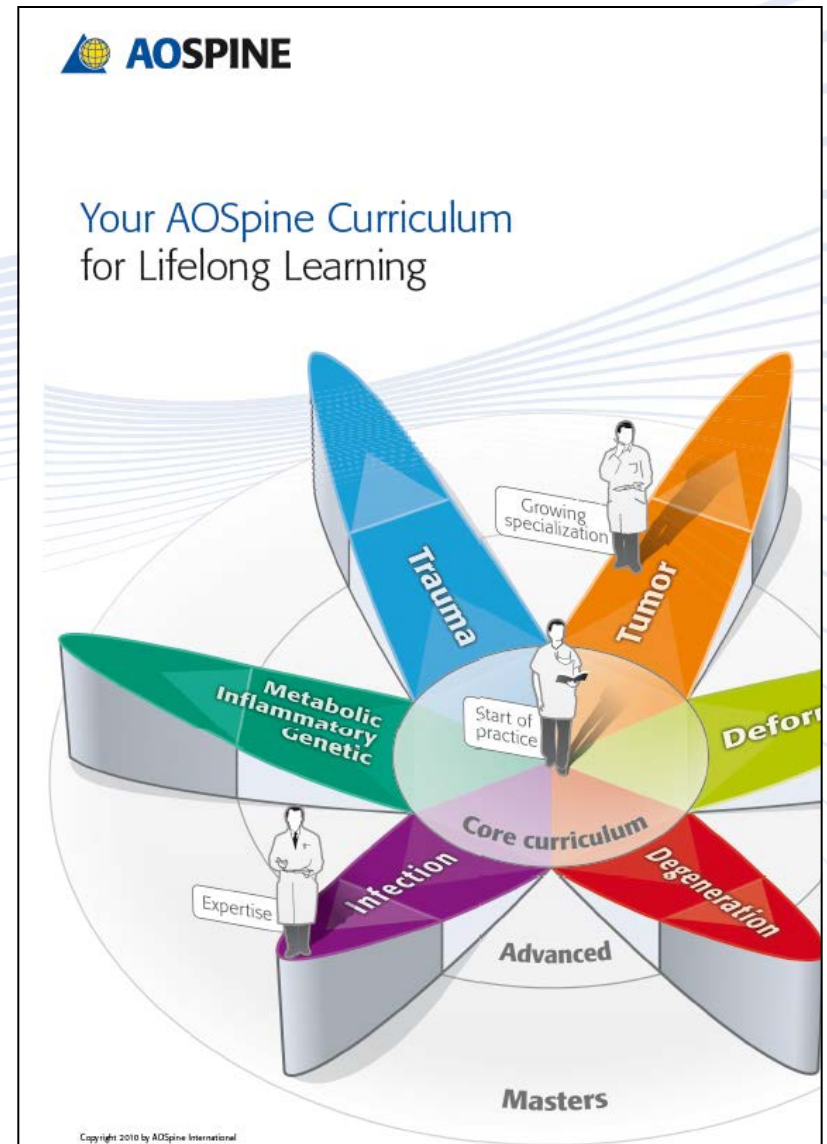 AOSPINE
Your AOSpine Curriculum
for Lifelong Learning
Growing
specialization
Trauma
Tumor
Metabolic
Inflammatory
Genetic
Start of
practice
Defor
Core curriculum
Infection
Degeneration
Expertise
Advanced
Masters
Copyright 2010 by AOSpine International